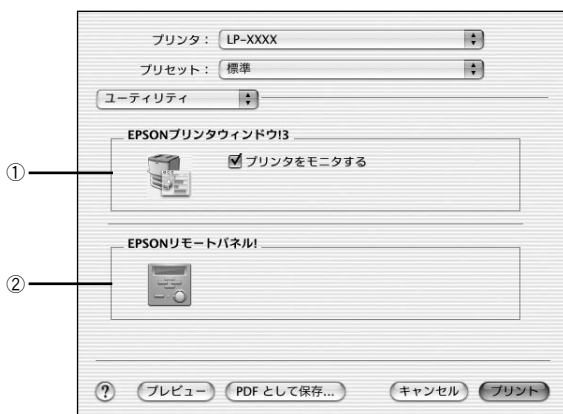 プリンタ： LP-XXXX
プリセット： 標準
ユーティリティ
EPSONプリンタウィンドウ!3
① プリンタをモニタする
EPSONリモートパネル!
②
? プレビュー PDF として保存... キャンセル プリント